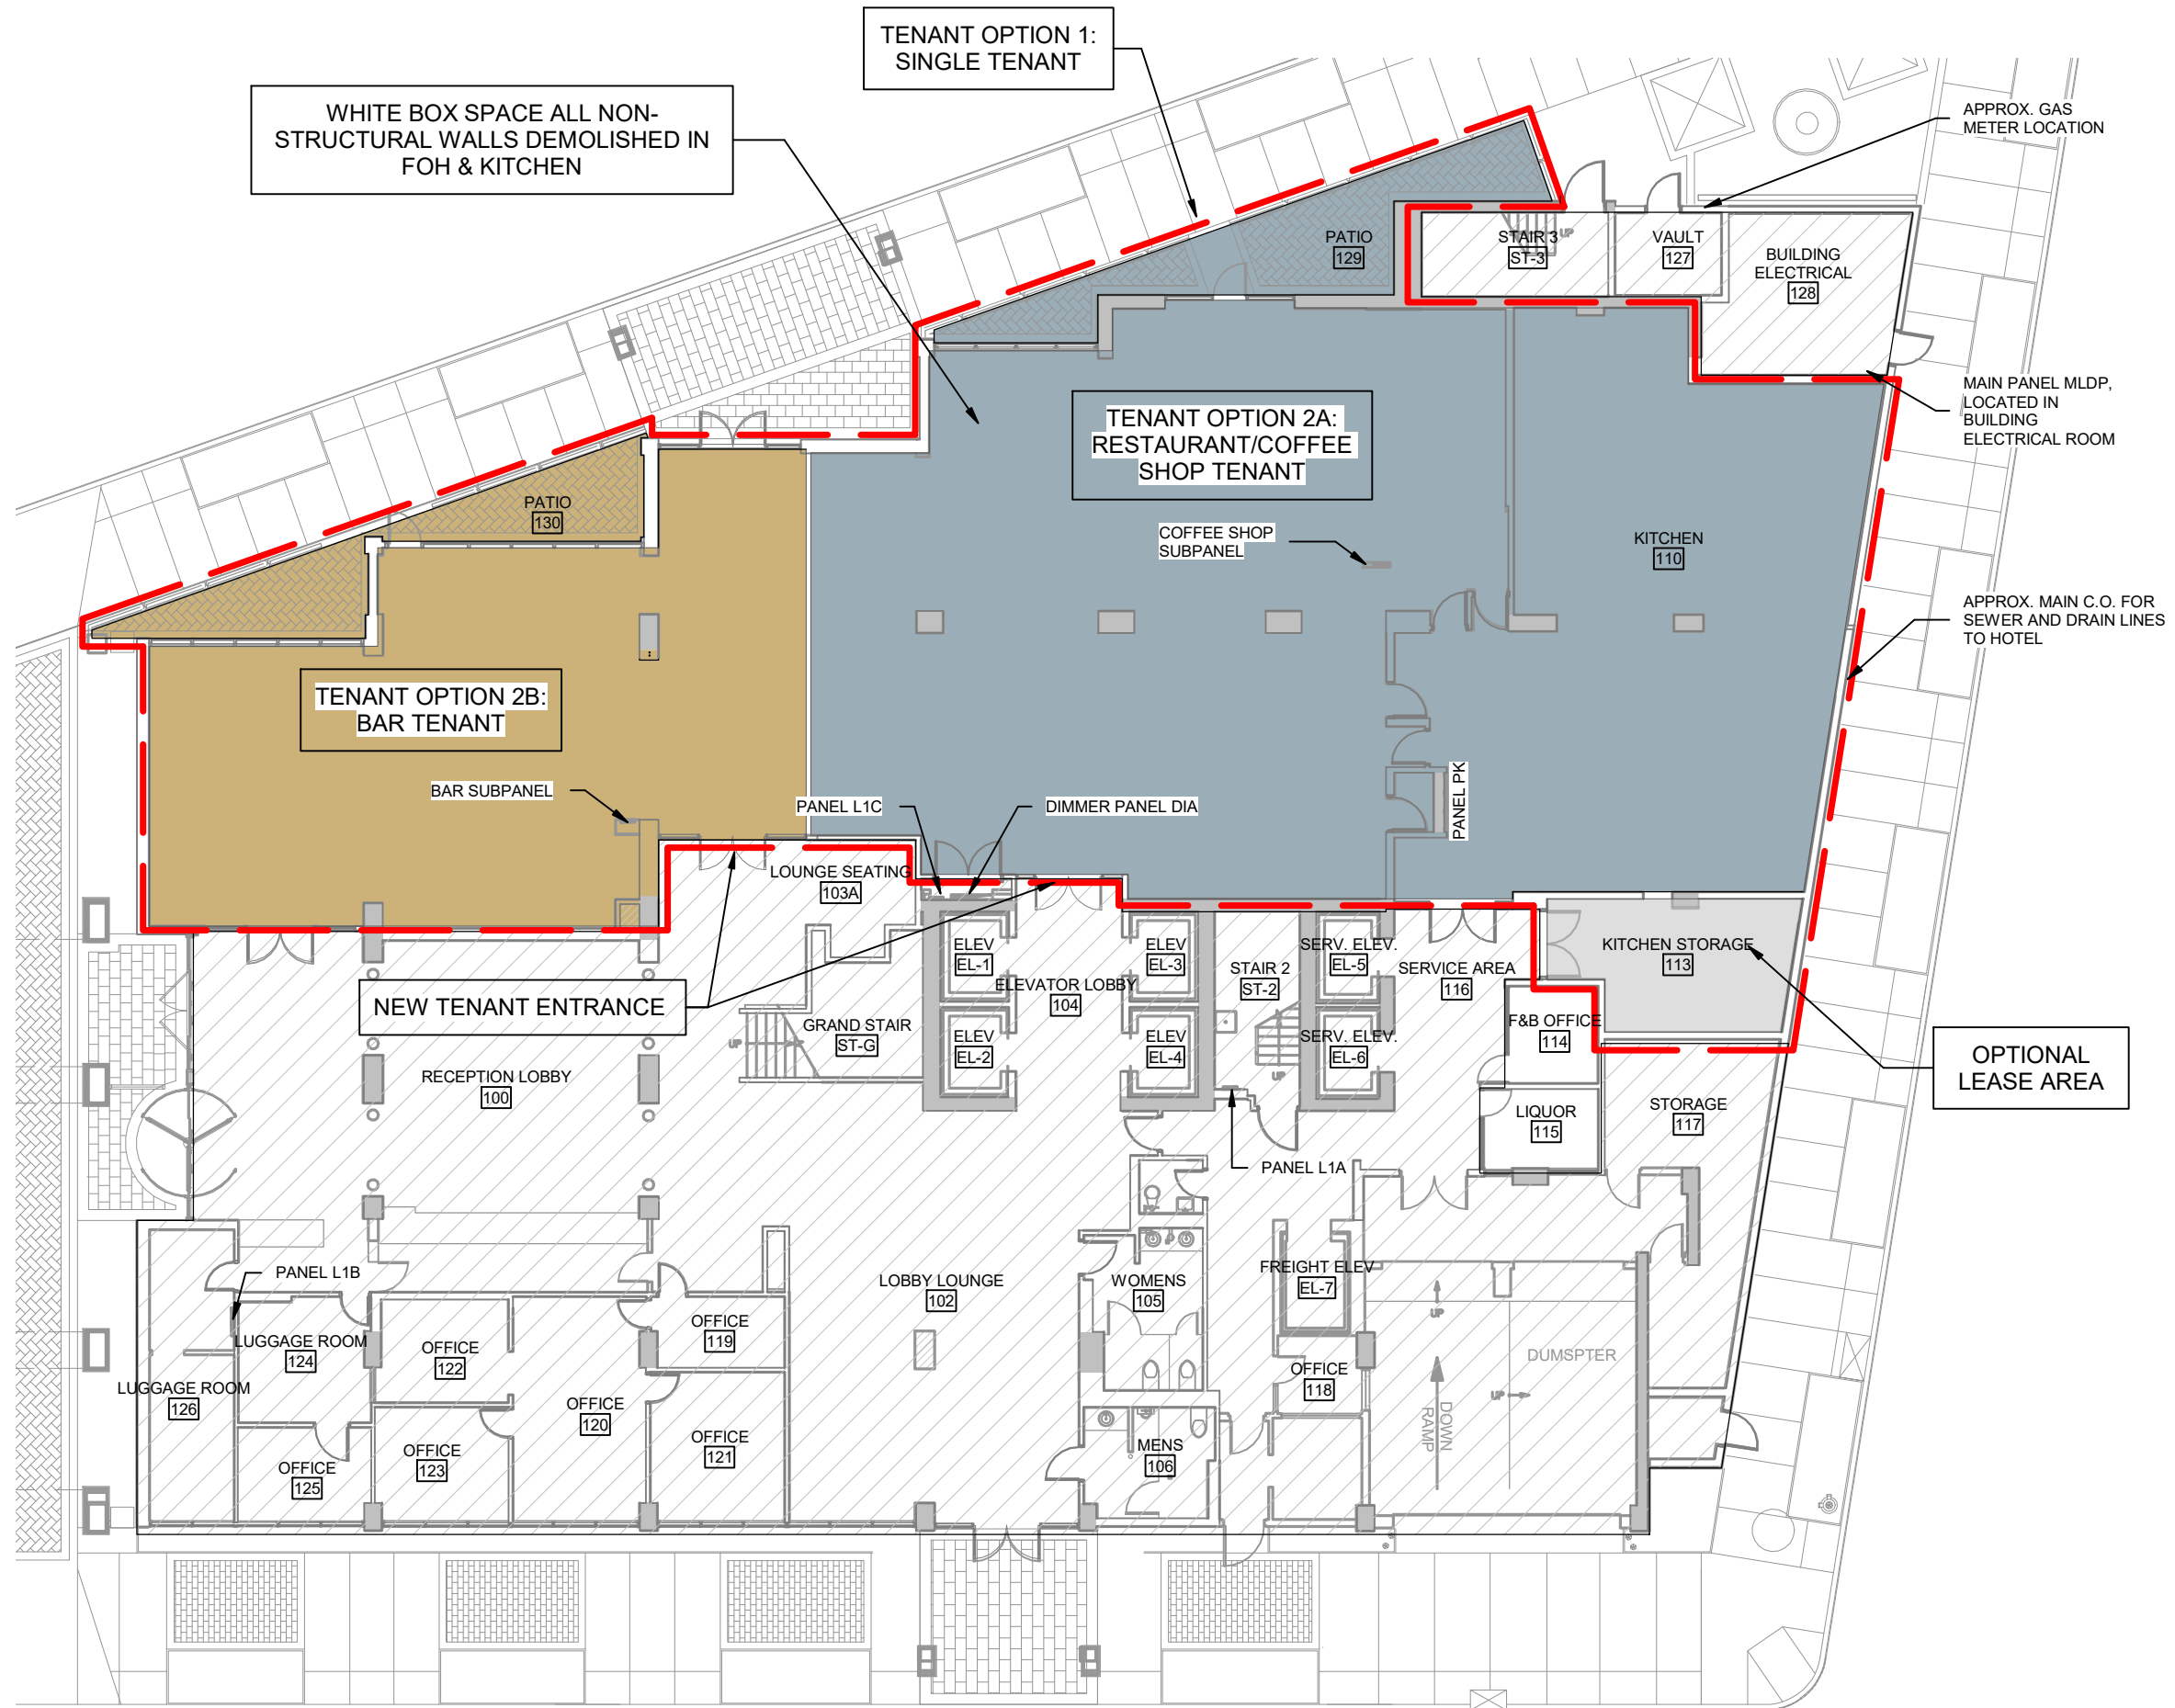 TENANT OPTION 1:
SINGLE TENANT
WHITE BOX SPACE ALL NON-
STRUCTURAL WALLS DEMOLISHED IN
FOH & KITCHEN
APPROX. GAS
METER LOCATION
PATIO
129
STAIR 3
ST-3
UP
VAULT
127
BUILDING
ELECTRICAL
128
MAIN PANEL MLDP,
LOCATED IN
BUILDING
ELECTRICAL ROOM
TENANT OPTION 2A:
RESTAURANT/COFFEE
SHOP TENANT
PATIO
130
COFFEE SHOP
SUBPANEL
KITCHEN
110
APPROX. MAIN C.O. FOR
SEWER AND DRAIN LINES
TO HOTEL
TENANT OPTION 2B:
BAR TENANT
BAR SUBPANEL
PANEL L1C
DIMMER PANEL DIA
PANEL PK
LOUNGE SEATING
103A
ELEV
EL-1
ELEV
EL-3
STAIR 2
ST-2
SERV. ELEV.
EL-5
SERVICE AREA
116
KITCHEN STORAGE
113
NEW TENANT ENTRANCE
ELEVATOR LOBBY
104
GRAND STAIR
ST-G
UP
ELEV
EL-2
ELEV
EL-4
UP
SERV. ELEV.
EL-6
F&B OFFICE
114
OPTIONAL
LEASE AREA
RECEPTION LOBBY
100
LIQUOR
115
STORAGE
117
PANEL L1A
PANEL L1B
LOBBY LOUNGE
102
WOMENS
105
FREIGHT ELEV
EL-7
UP
OFFICE
119
LUGGAGE ROOM
124
OFFICE
122
DUMSPTER
OFFICE
118
UP
LUGGAGE ROOM
126
OFFICE
120
DOWN
RAMP
OFFICE
121
OFFICE
123
MENS
106
OFFICE
125